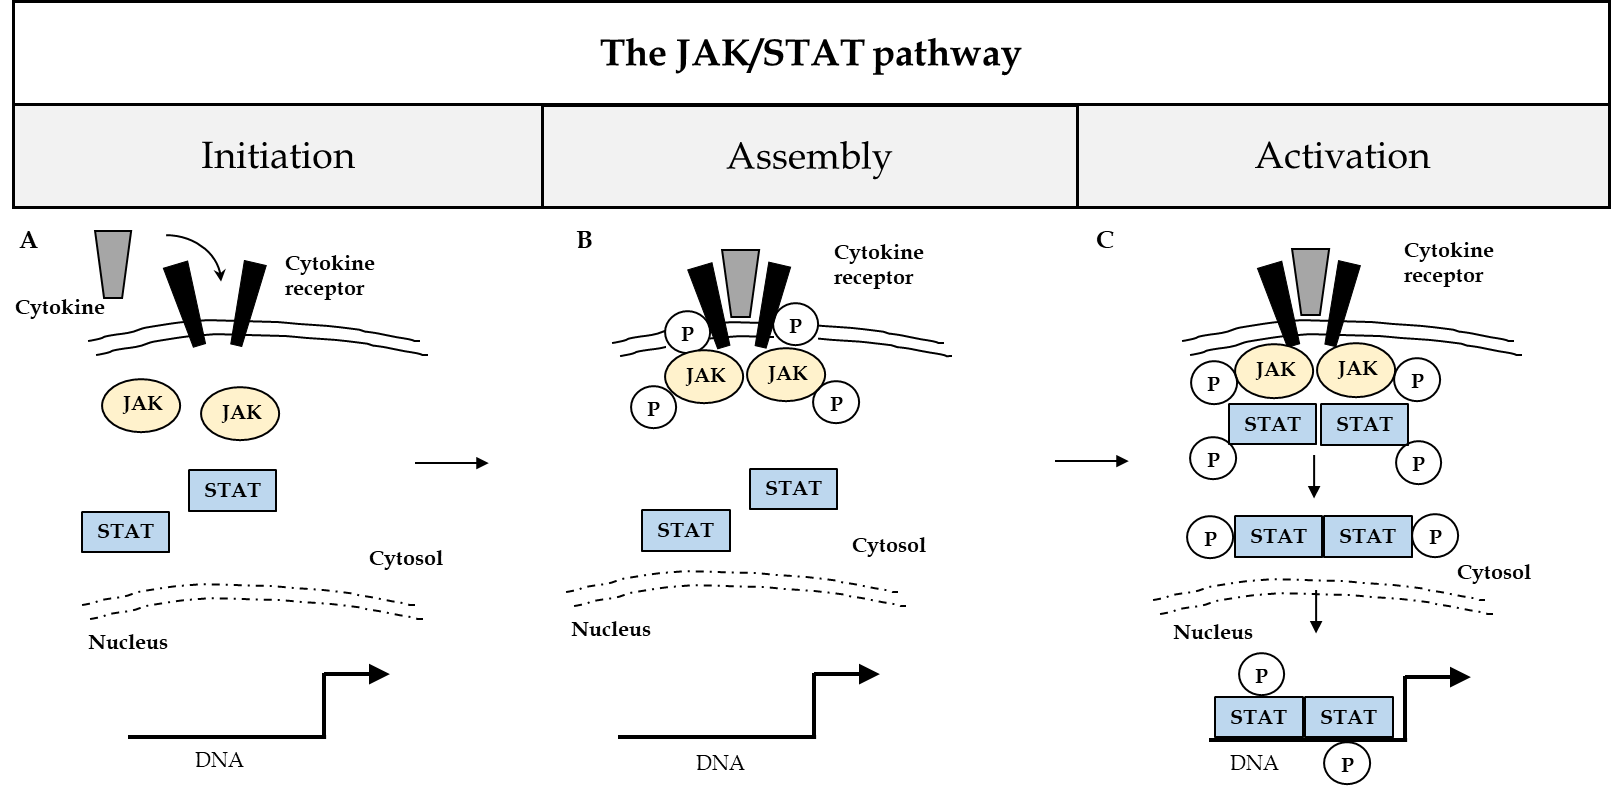 The JAK/STAT pathway
Initiation
Assembly
Activation
A
Cytokine
receptor
Cytokine
JAK
JAK
STAT
STAT
Cytosol
Nucleus
DNA
B
Cytokine
receptor
P
P
JAK
JAK
P
P
STAT
STAT
Cytosol
Nucleus
DNA
C
Cytokine
receptor
JAK
JAK
P
P
STAT
STAT
P
P
P
STAT
STAT
P
Cytosol
Nucleus
P
STAT
STAT
DNA
P